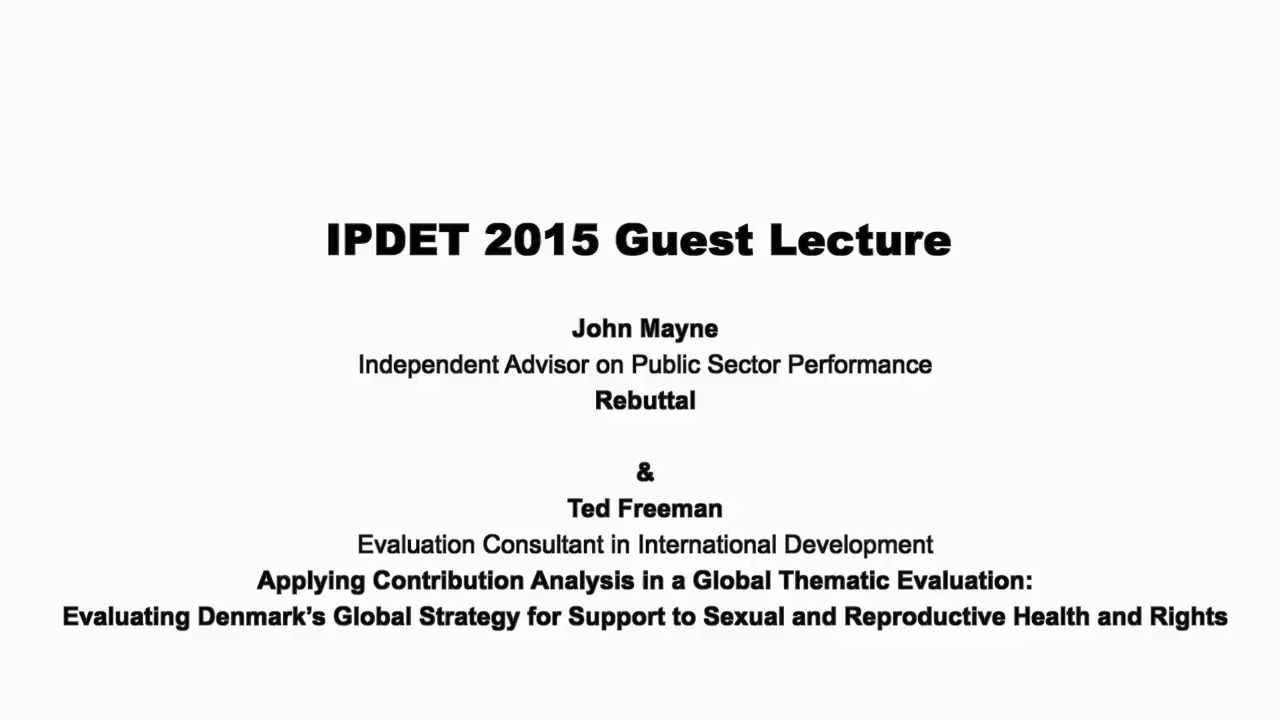 IPDET 2015 Guest Lecture
John Mayne
Independent Advisor on Public Sector Performance
Rebuttal
&
Ted Freeman
Evaluation Consultant in International Development
Applying Contribution Analysis in a Global Thematic Evaluation:
Evaluating Denmark’s Global Strategy for Support to Sexual and Reproductive Health and Rights